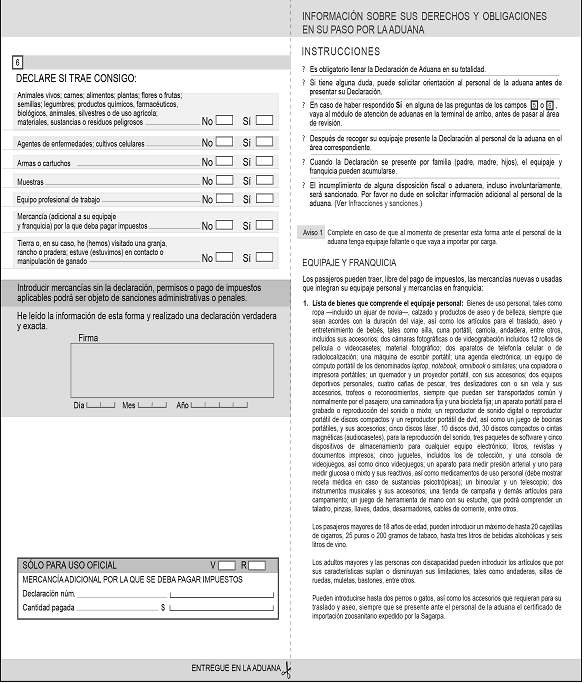 6
DECLARE SI TRAE CONSIGO:
Animales vivos; carnes; alimentos; plantas; flores o frutas;
semillas; legumbres; productos químicos, farmacéuticos,
biológicos, animales, silvestres o de uso agrícola;
materiales, sustancias o residuos peligrosos No Sí
Agentes de enfermedades; cultivos celulares No Sí
Armas o cartuchos No Sí
Muestras No Sí
Equipo profesional de trabajo No Sí
Mercancía (adicional a su equipaje
y franquicia) por la que deba pagar impuestos No Sí
Tierra o, en su caso, he (hemos) visitado una granja,
rancho o pradera; estuve (estuvimos) en contacto o
manipulación de ganado No Sí
Introducir mercancías sin la declaración, permisos o pago de impuestos
aplicables podrá ser objeto de sanciones administrativas o penales.
He leído la información de esta forma y realizado una declaración verdadera
y exacta.
Firma
Día Mes Año
SÓLO PARA USO OFICIAL V R
MERCANCÍA ADICIONAL POR LA QUE SE DEBA PAGAR IMPUESTOS
Declaración núm.
Cantidad pagada $
ENTREGUE EN LA ADUANA
INFORMACIÓN SOBRE SUS DERECHOS Y OBLIGACIONES
EN SU PASO POR LA ADUANA
INSTRUCCIONES
? Es obligatorio llenar la Declaración de Aduana en su totalidad.
? Si tiene alguna duda, puede solicitar orientación al personal de la aduana antes de
presentar su Declaración.
? En caso de haber respondido Sí en alguna de las preguntas de los campos 5 o 6,
vaya al módulo de atención de aduanas en la terminal de arribo, antes de pasar al área
de revisión.
? Después de recoger su equipaje presente la Declaración al personal de la aduana en el
área correspondiente.
? Cuando la Declaración se presente por familia (padre, madre, hijos), el equipaje y
franquicia pueden acumularse.
? El incumplimiento de alguna disposición fiscal o aduanera, incluso involuntariamente,
será sancionado. Por favor no dude en solicitar información adicional al personal de la
aduana. (Ver Infracciones y sanciones.)
Aviso 1 Complete en caso de que al momento de presentar esta forma ante el personal de la
aduana tenga equipaje faltante o que vaya a importar por carga.
EQUIPAJE Y FRANQUICIA
Los pasajeros pueden traer, libre del pago de impuestos, las mercancías nuevas o usadas
que integran su equipaje personal y mercancías en franquicia:
1. Lista de bienes que comprende el equipaje personal: Bienes de uso personal, tales como
ropa —incluido un ajuar de novia—, calzado y productos de aseo y de belleza, siempre que
sean acordes con la duración del viaje, así como los artículos para el traslado, aseo y
entretenimiento de bebés, tales como silla, cuna portátil, carriola, andadera, entre otros,
incluidos sus accesorios; dos cámaras fotográficas o de videograbación incluidos 12 rollos de
película o videocasetes; material fotográfico; dos aparatos de telefonía celular o de
radiolocalización; una máquina de escribir portátil; una agenda electrónica; un equipo de
cómputo portátil de los denominados laptop, notebook, omnibook o similares; una copiadora o
impresora portátiles; un quemador y un proyector portátil, con sus accesorios; dos equipos
deportivos personales, cuatro cañas de pescar, tres deslizadores con o sin vela y sus
accesorios, trofeos o reconocimientos, siempre que puedan ser transportados común y
normalmente por el pasajero; una caminadora fija y una bicicleta fija; un aparato portátil para el
grabado o reproducción del sonido o mixto; un reproductor de sonido digital o reproductor
portátil de discos compactos y un reproductor portátil de dvd, así como un juego de bocinas
portátiles, y sus accesorios; cinco discos láser, 10 discos dvd, 30 discos compactos o cintas
magnéticas (audiocasetes), para la reproducción del sonido, tres paquetes de software y cinco
dispositivos de almacenamiento para cualquier equipo electrónico; libros, revistas y
documentos impresos; cinco juguetes, incluidos los de colección, y una consola de
videojuegos, así como cinco videojuegos; un aparato para medir presión arterial y uno para
medir glucosa o mixto y sus reactivos, así como medicamentos de uso personal (debe mostrar
receta médica en caso de sustancias psicotrópicas); un binocular y un telescopio; dos
instrumentos musicales y sus accesorios; una tienda de campaña y demás artículos para
campamento; un juego de herramienta de mano con su estuche, que podrá comprender un
taladro, pinzas, llaves, dados, desarmadores, cables de corriente, entre otros.
Los pasajeros mayores de 18 años de edad, pueden introducir un máximo de hasta 20 cajetillas
de cigarros, 25 puros o 200 gramos de tabaco, hasta tres litros de bebidas alcohólicas y seis
litros de vino.
Los adultos mayores y las personas con discapacidad pueden introducir los artículos que por
sus características suplan o disminuyan sus limitaciones, tales como andaderas, sillas de
ruedas, muletas, bastones, entre otros.
Pueden introducirse hasta dos perros o gatos, así como los accesorios que requieran para su
traslado y aseo, siempre que se presente ante el personal de la aduana el certificado de
importación zoosanitario expedido por la Sagarpa.